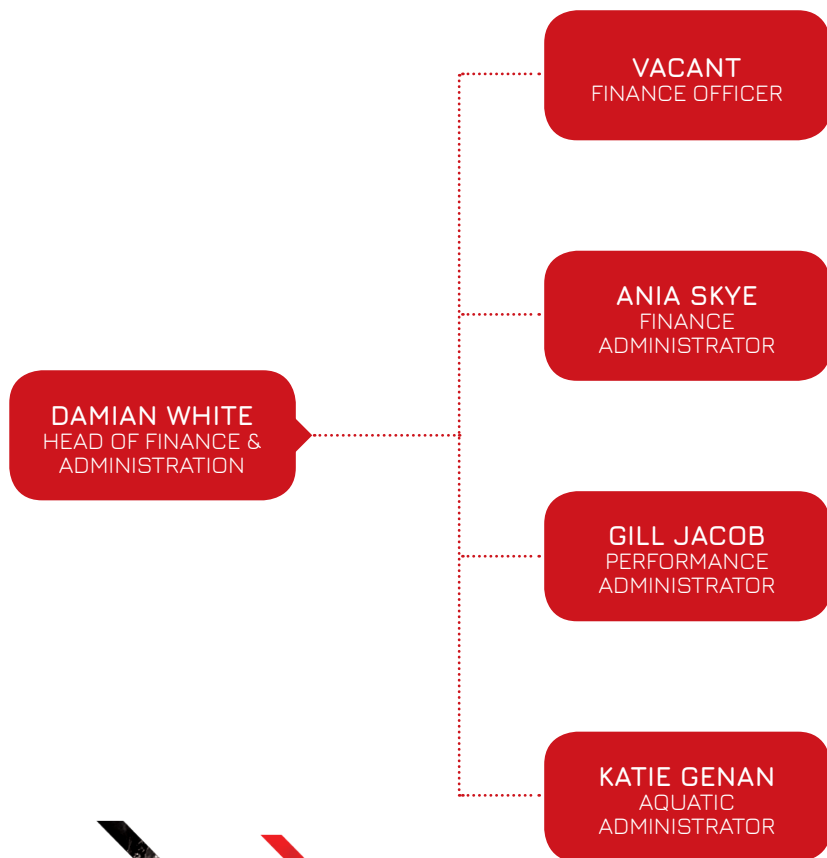 VACANT
FINANCE OFFICER
ANIA SKYE
FINANCE
ADMINISTRATOR
DAMIAN WHITE
HEAD OF FINANCE &
ADMINISTRATION
GILL JACOB
PERFORMANCE
ADMINISTRATOR
KATIE GENAN
AQUATIC
ADMINISTRATOR